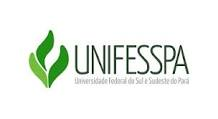 UNIFESSPA
Universidade Federal do Sul e Sudeste do Pará